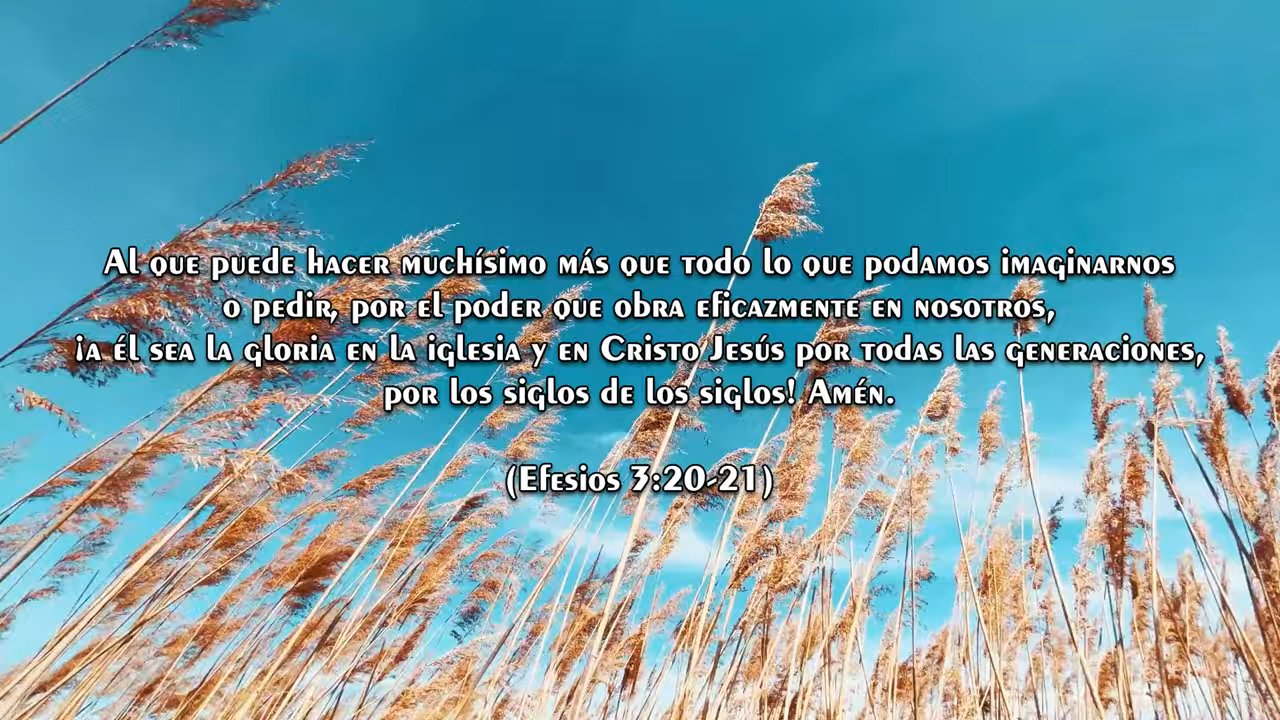 Al que puede hacer muchísimo más que todo lo que podamos imaginarnos
o pedir, por el poder que obra eficazmente en nosotros,
¡a él sea la gloria en la iglesia y en Cristo Jesús por todas las generaciones,
por los siglos de los siglos! Amén.
(Efesios 3:20-21)